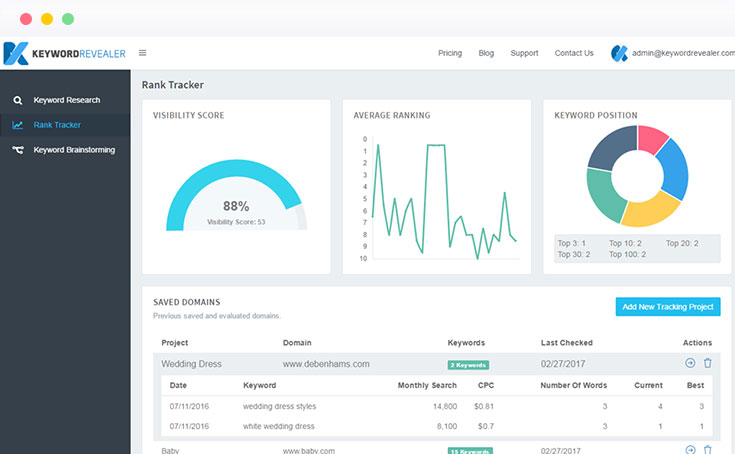 KEYWORDREVEALER
Pricing Blog Support Contact Us admin@keywordrevealer.com
Keyword Research
Rank Tracker
Keyword Brainstorming
Rank Tracker
VISIBILITY SCORE
88%
Visibility Score: 53
AVERAGE RANKING
0
1
2
3
4
5
6
7
8
9
10
KEYWORD POSITION
Top 3: 1 Top 10: 2 Top 20: 2
Top 30: 2 Top 100: 2
SAVED DOMAINS
Previous saved and evaluated domains.
Add New Tracking Project
Project Domain Keywords Last Checked Actions
Wedding Dress www.debenhams.com 2 Keywords 02/27/2017
Date Keyword Monthly Search CPC Number Of Words Current Best
07/11/2016 wedding dress styles 14,800 $0.81 3 4 3
07/11/2016 white wedding dress 8,100 $0.7 3 1 1
Baby www.baby.com 15 Keywords 02/27/2017